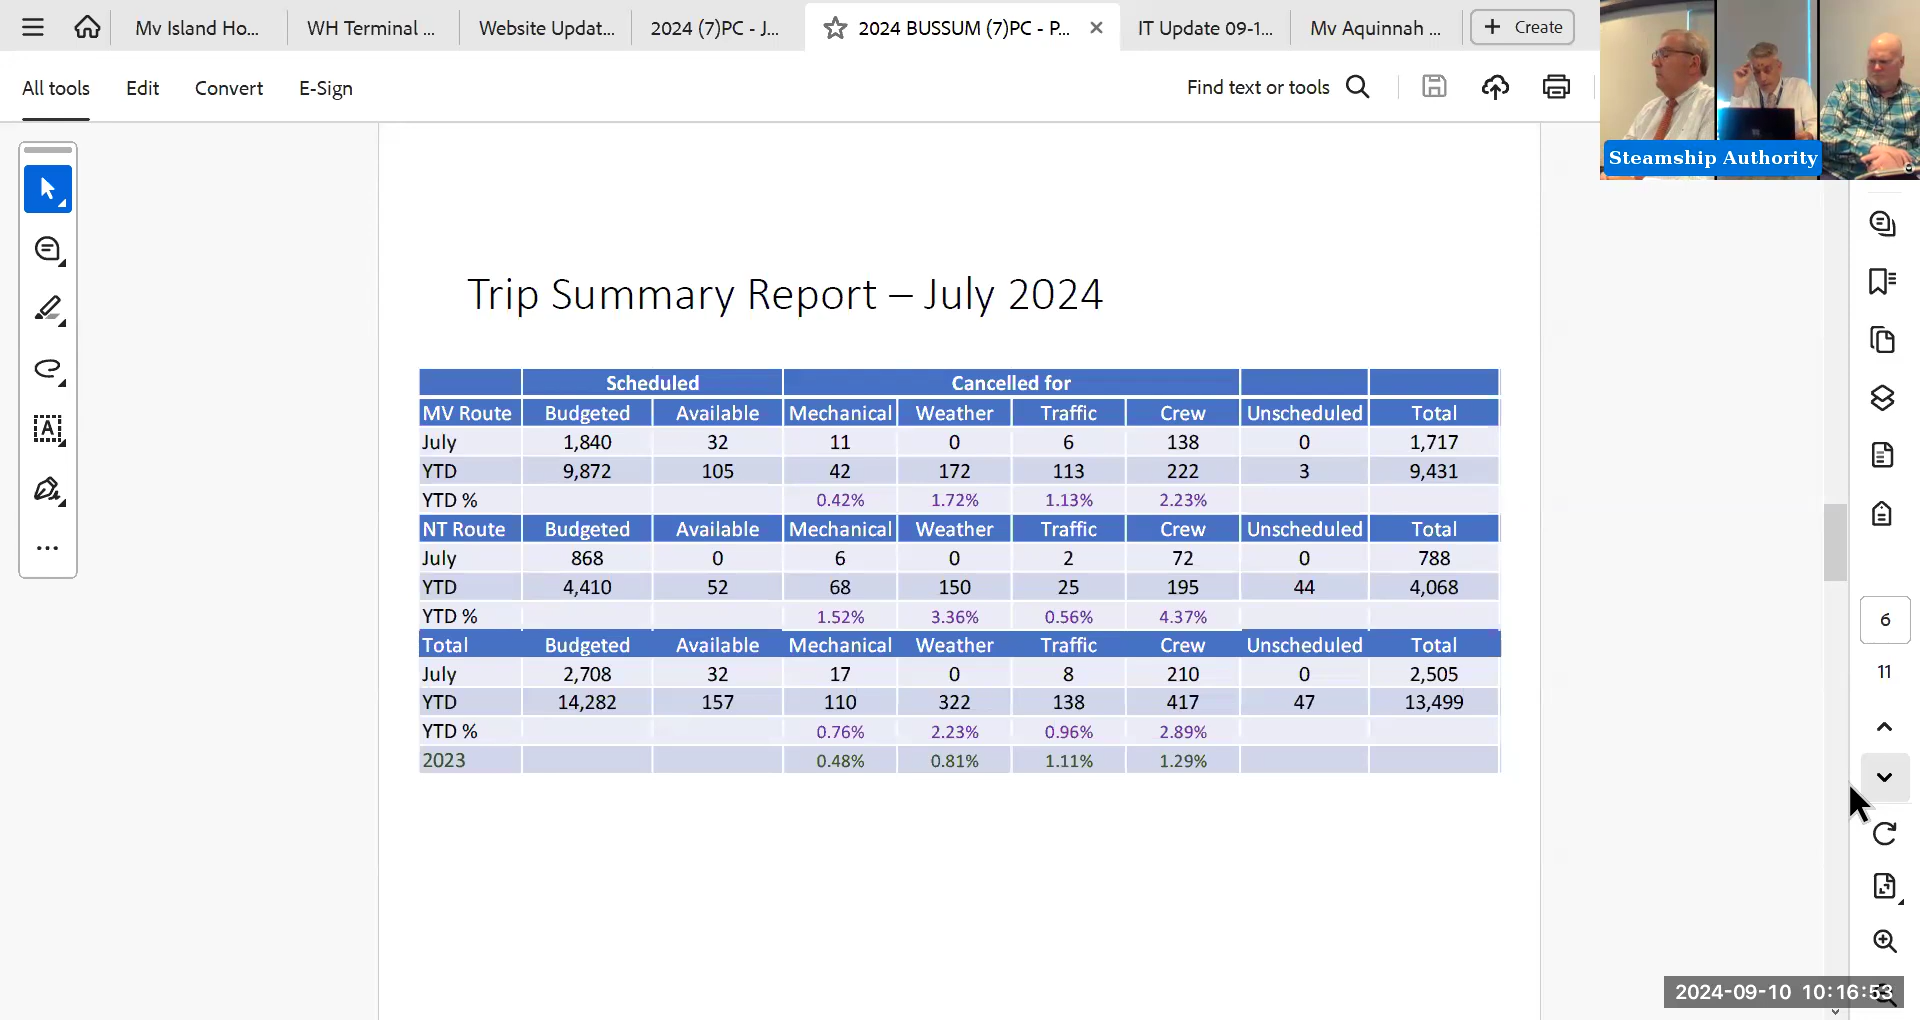 Mv Island Ho...
WH Terminal ...
Website Updat...
2024 (7)PC - J...
2024 BUSSUM (7)PC - P...
IT Update 09-1...
Mv Aquinnah ...
Create
All tools
Edit
Convert
E-Sign
Find text or tools
Steamship Authority
Trip Summary Report – July 2024
Scheduled Cancelled for
MV Route Budgeted Available Mechanical Weather Traffic Crew Unscheduled Total
July 1,840 32 11 0 6 138 0 1,717
YTD 9,872 105 42 172 113 222 3 9,431
YTD % 0.42% 1.72% 1.13% 2.23%
NT Route Budgeted Available Mechanical Weather Traffic Crew Unscheduled Total
July 868 0 6 0 2 72 0 788
YTD 4,410 52 68 150 25 195 44 4,068
YTD % 1.52% 3.36% 0.56% 4.37%
Total Budgeted Available Mechanical Weather Traffic Crew Unscheduled Total
July 2,708 32 17 0 8 210 0 2,505
YTD 14,282 157 110 322 138 417 47 13,499
YTD % 0.76% 2.23% 0.96% 2.89%
2023 0.48% 0.81% 1.11% 1.29%
6
11
2024-09-10 10:16:53